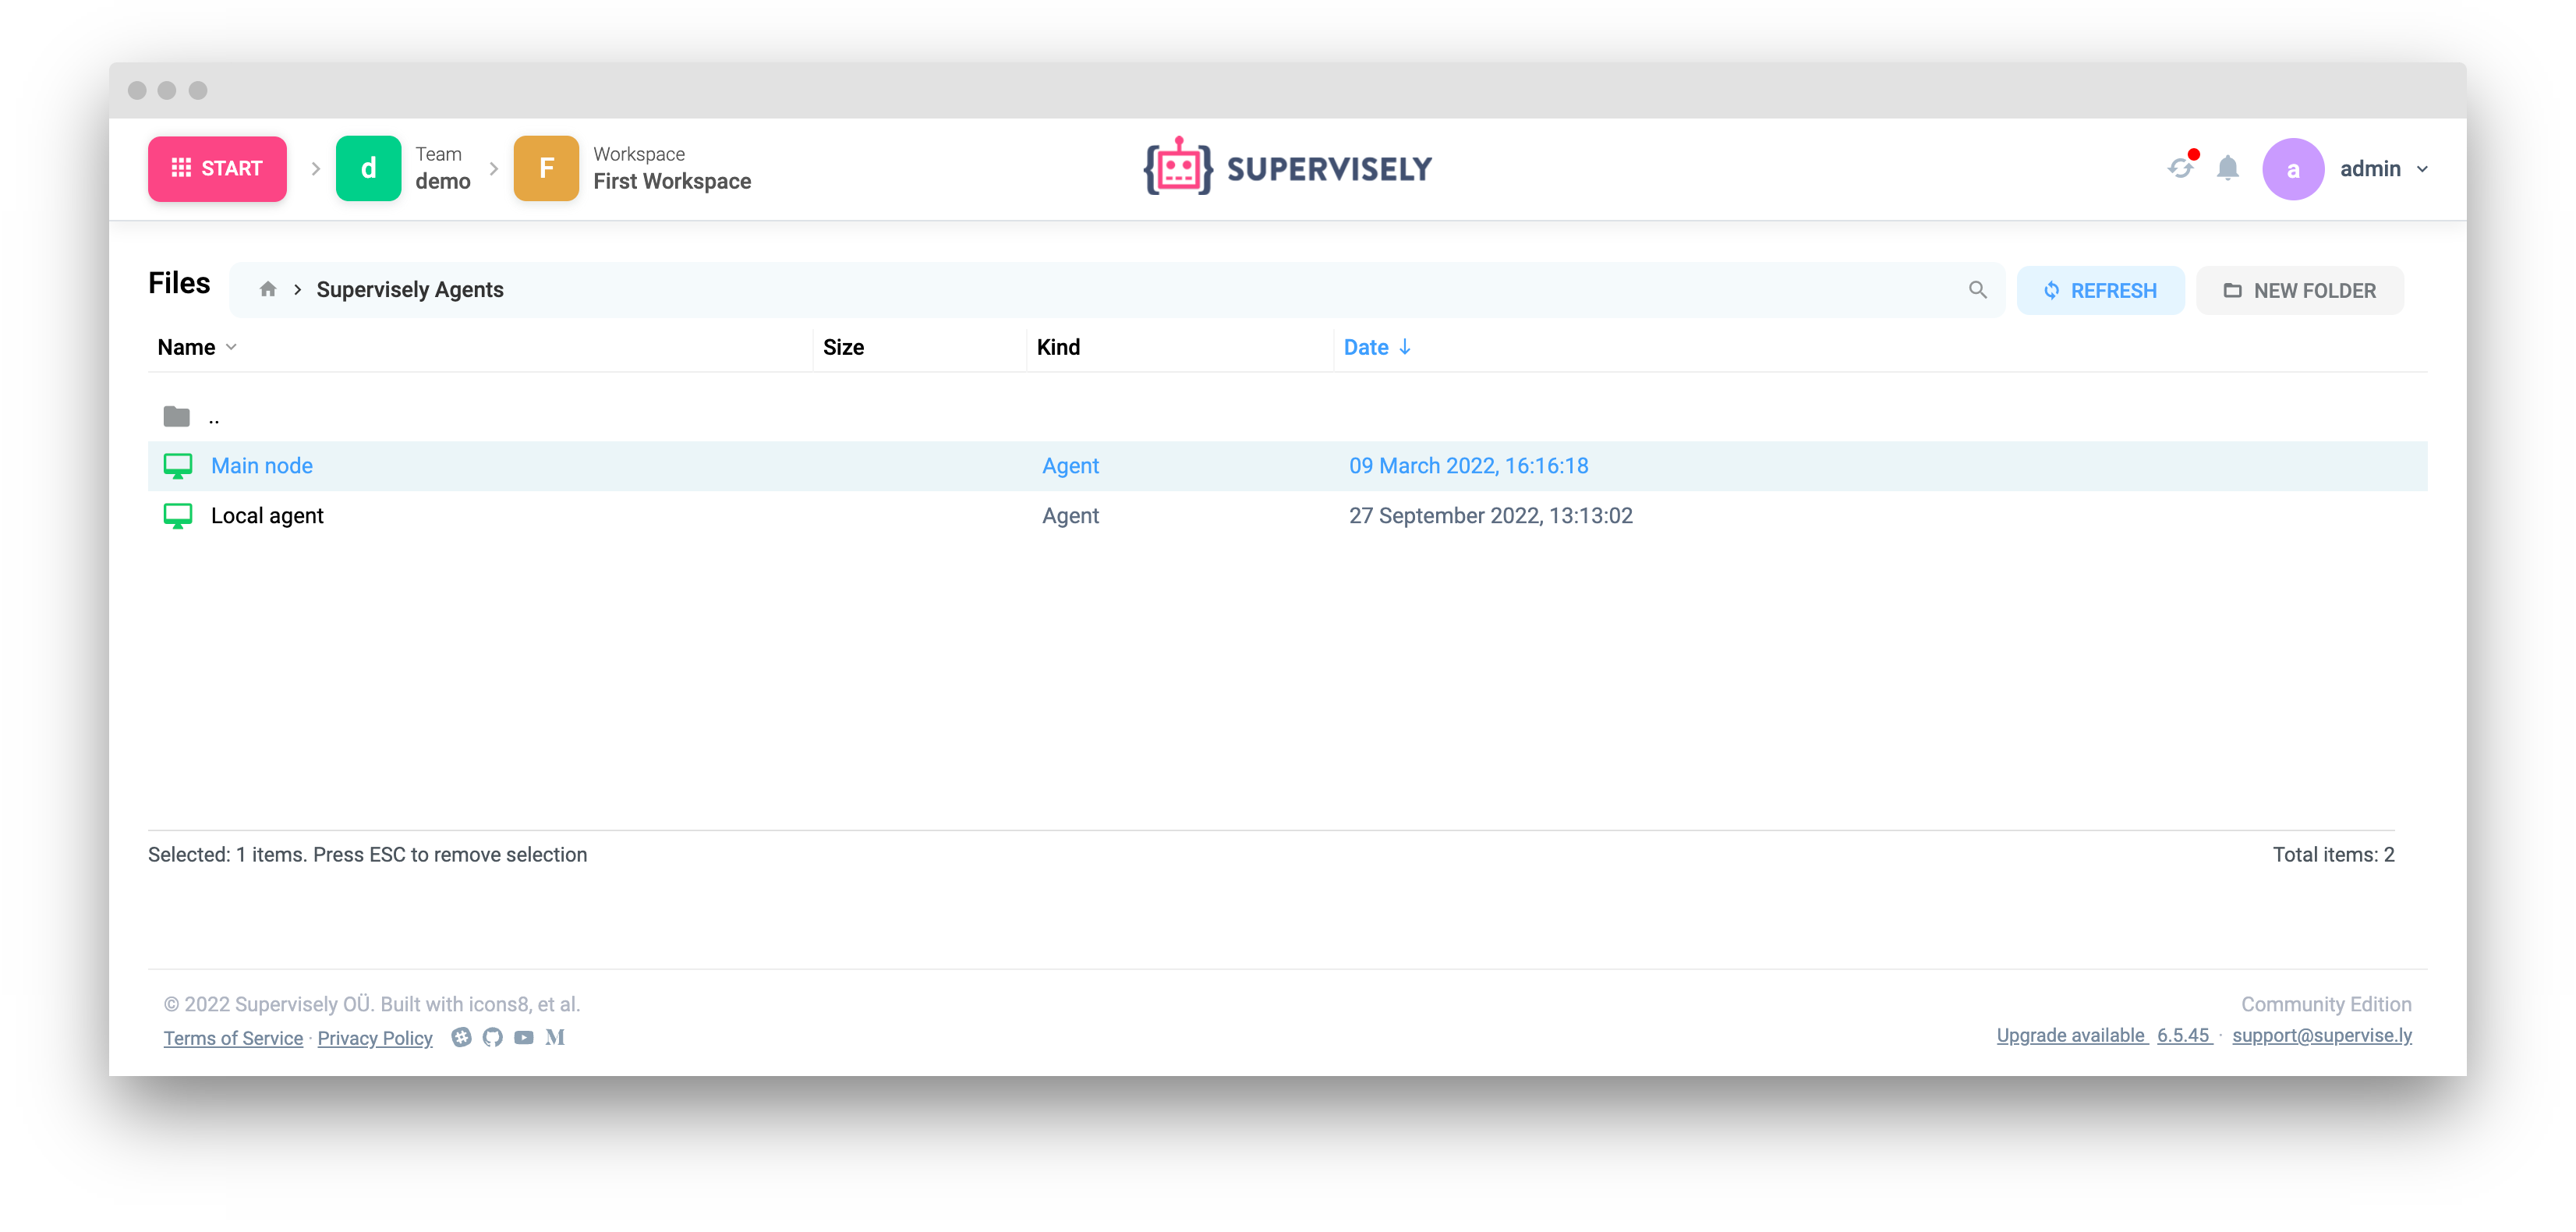 START
d
Team
demo
F
Workspace
First Workspace
SUPERVISELY
a
admin
Files
Supervisely Agents
REFRESH
NEW FOLDER
Name Size Kind Date
..
Main node Agent 09 March 2022, 16:16:18
Local agent Agent 27 September 2022, 13:13:02
Selected: 1 items. Press ESC to remove selection
Total items: 2
© 2022 Supervisely OÜ. Built with icons8, et al.
Terms of Service · Privacy Policy
Community Edition
Upgrade available 6.5.45 · support@supervise.ly